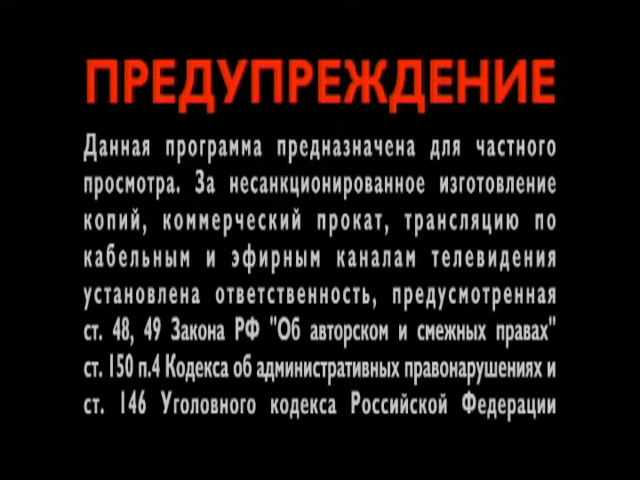 ПРЕДУПРЕЖДЕНИЕ
Данная программа предназначена для частного
просмотра. За несанкционированное изготовление
копий, коммерческий прокат, трансляцию по
кабельным и эфирным каналам телевидения
установлена ответственность, предусмотренная
ст. 48, 49 Закона РФ "Об авторском и смежных правах"
ст. 150 п.4 Кодекса об административных правонарушениях и
ст. 146 Уголовного кодекса Российской Федерации